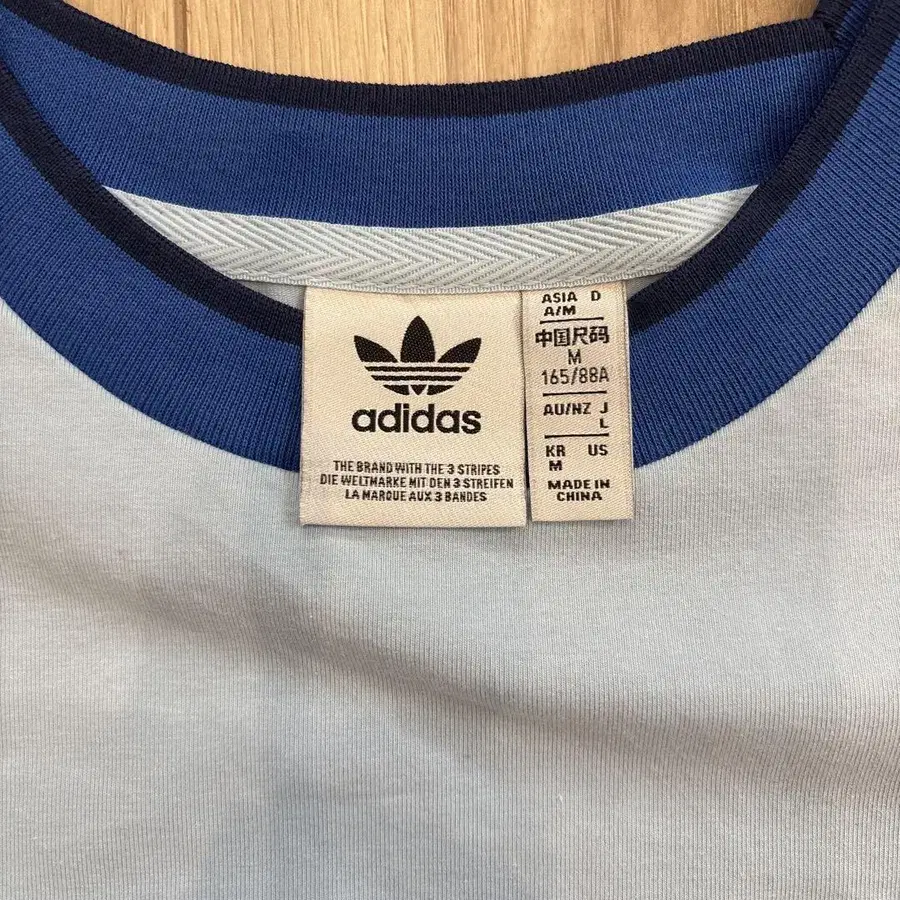 adidas
THE BRAND WITH THE 3 STRIPES
DIE WELTMARKE MIT DEN 3 STREIFEN
LA MARQUE AUX 3 BANDES
ASIA D
A/M
中国尺码
M
165/88A
AU/NZ J
L
KR US
M
MADE IN
CHINA